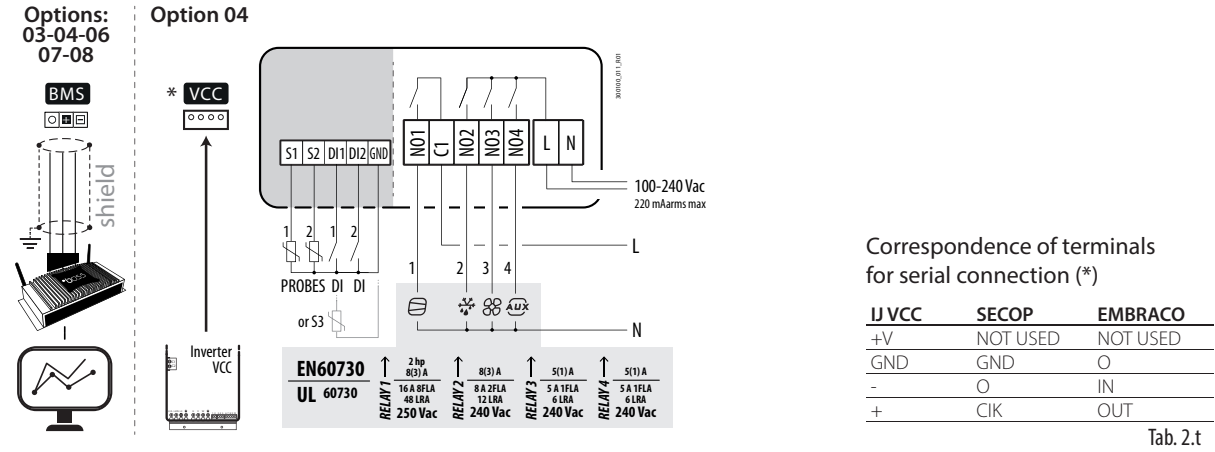 Options:
03-04-06
07-08
Option 04
BMS
* VCC
shield
S1 S2 DI1 DI2 GND
NO1 C1 NO2 NO3 NO4 L N
300100_011_R01
100-240 Vac
220 mAarms max
1 2 1 2
PROBES DI DI
or S3
L
1 2 3 4
AUX
N
Inverter
VCC
EN60730
UL 60730
RELAY 1
2 hp
8(3) A
16 A 8FLA
48 LRA
250 Vac
RELAY 2
8(3) A
8 A 2FLA
12 LRA
240 Vac
RELAY 3
5(1) A
5 A 1FLA
6 LRA
240 Vac
RELAY 4
5(1) A
5 A 1FLA
6 LRA
240 Vac
Correspondence of terminals
for serial connection (*)
IJ VCC SECOP EMBRACO
+V NOT USED NOT USED
GND GND O
- O IN
+ CIK OUT
Tab. 2.t